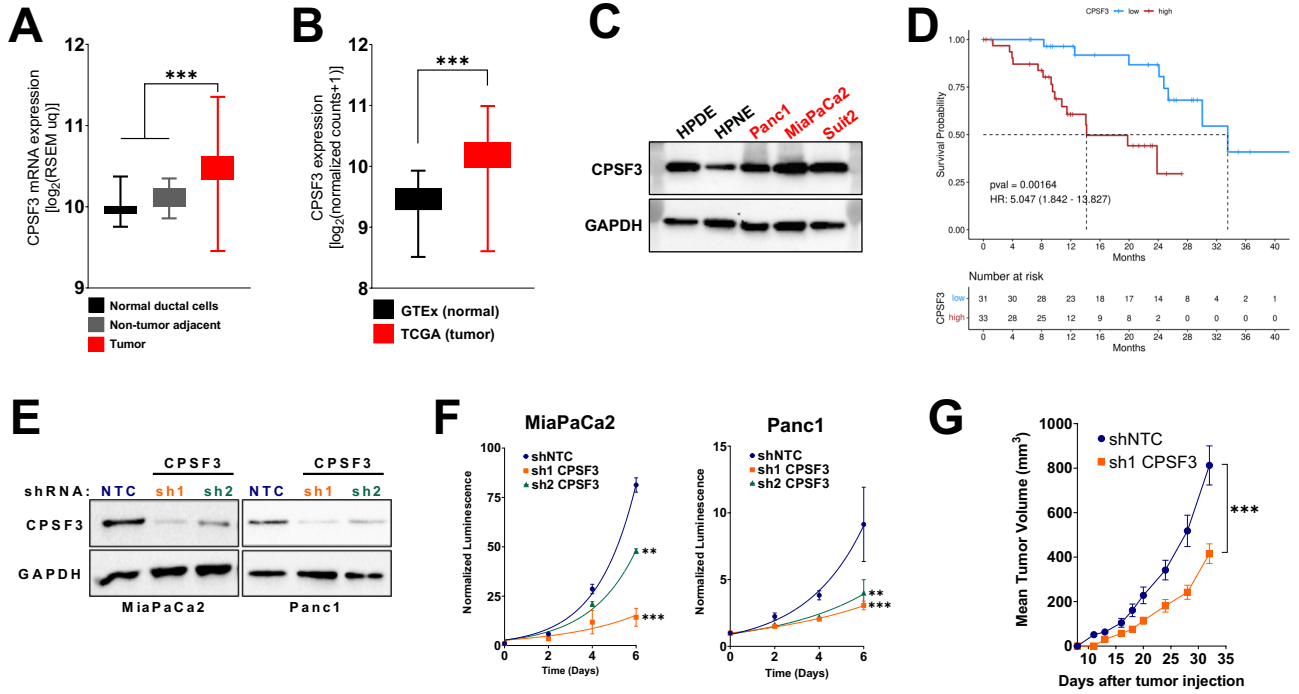 A
CPSF3 mRNA expression
[log2(RSEM uq)]
12
11
10
9
***
Normal ductal cells
Non-tumor adjacent
Tumor
B
CPSF3 expression
[log2(normalized counts+1)]
12
11
10
9
8
***
GTEx (normal)
TCGA (tumor)
C
HPDE
HPNE
Panc1
MiaPaCa2
Suit2
CPSF3
GAPDH
D
CPSF3 low high
Survival Probability
1.00
0.75
0.50
0.25
0.00
pval = 0.00164
HR: 5.047 (1.842 - 13.827)
0 4 8 12 16 20 24 28 32 36 40
Months
Number at risk
CPSF3
low 31 30 28 23 18 17 14 8 4 2 1
high 33 28 25 12 9 8 2 0 0 0 0
0 4 8 12 16 20 24 28 32 36 40
Months
E
CPSF3 CPSF3
shRNA: NTC sh1 sh2 NTC sh1 sh2
CPSF3
GAPDH
MiaPaCa2 Panc1
F
MiaPaCa2
Normalized Luminescence
100
75
50
25
0
shNTC
sh1 CPSF3
sh2 CPSF3
**
***
0 2 4 6
Time (Days)
Panc1
Normalized Luminescence
15
10
5
0
shNTC
sh1 CPSF3
sh2 CPSF3
**
***
0 2 4 6
Time (Days)
G
Mean Tumor Volume (mm3)
1000
800
600
400
200
0
shNTC
sh1 CPSF3
***
10 15 20 25 30 35
Days after tumor injection